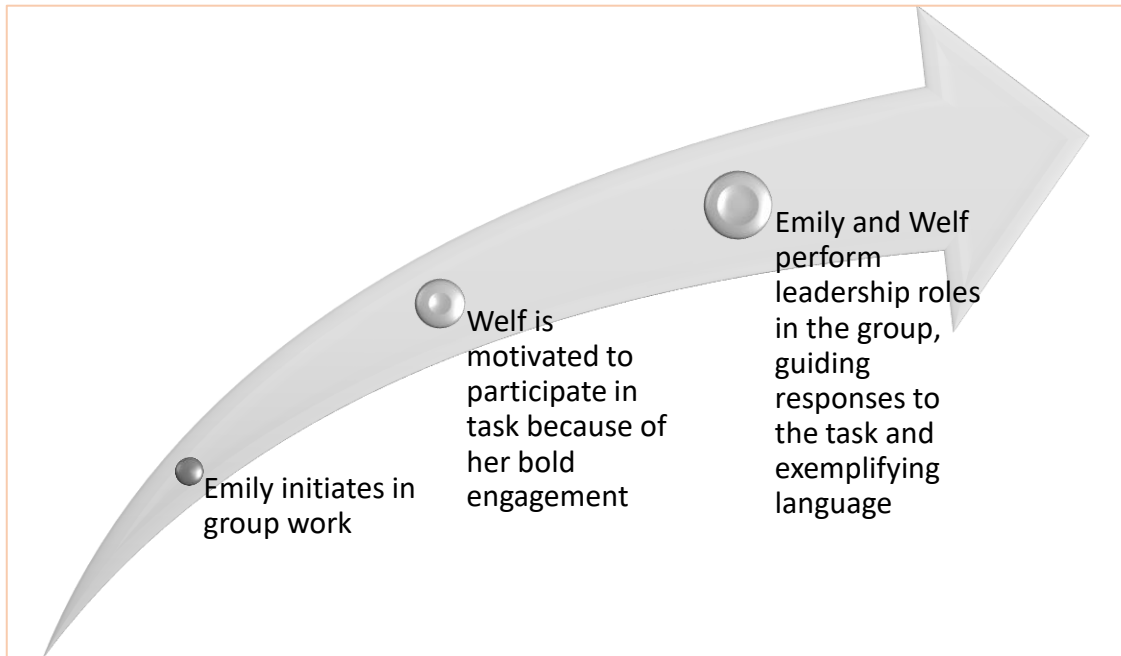 Emily initiates in
group work
Welf is
motivated to
participate in
task because of
her bold
engagement
Emily and Welf
perform
leadership roles
in the group,
guiding
responses to
the task and
exemplifying
language